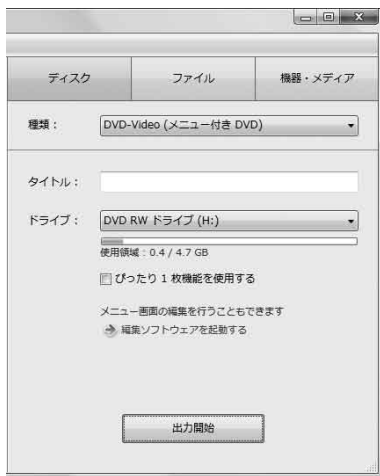 ディスク ファイル 機器・メディア
種類： DVD-Video (メニュー付き DVD)
タイトル：
ドライブ： DVD RW ドライブ (H:)
使用領域：0.4 / 4.7 GB
ぴったり 1 枚機能を使用する
メニュー画面の編集を行うこともできます
編集ソフトウェアを起動する
出力開始